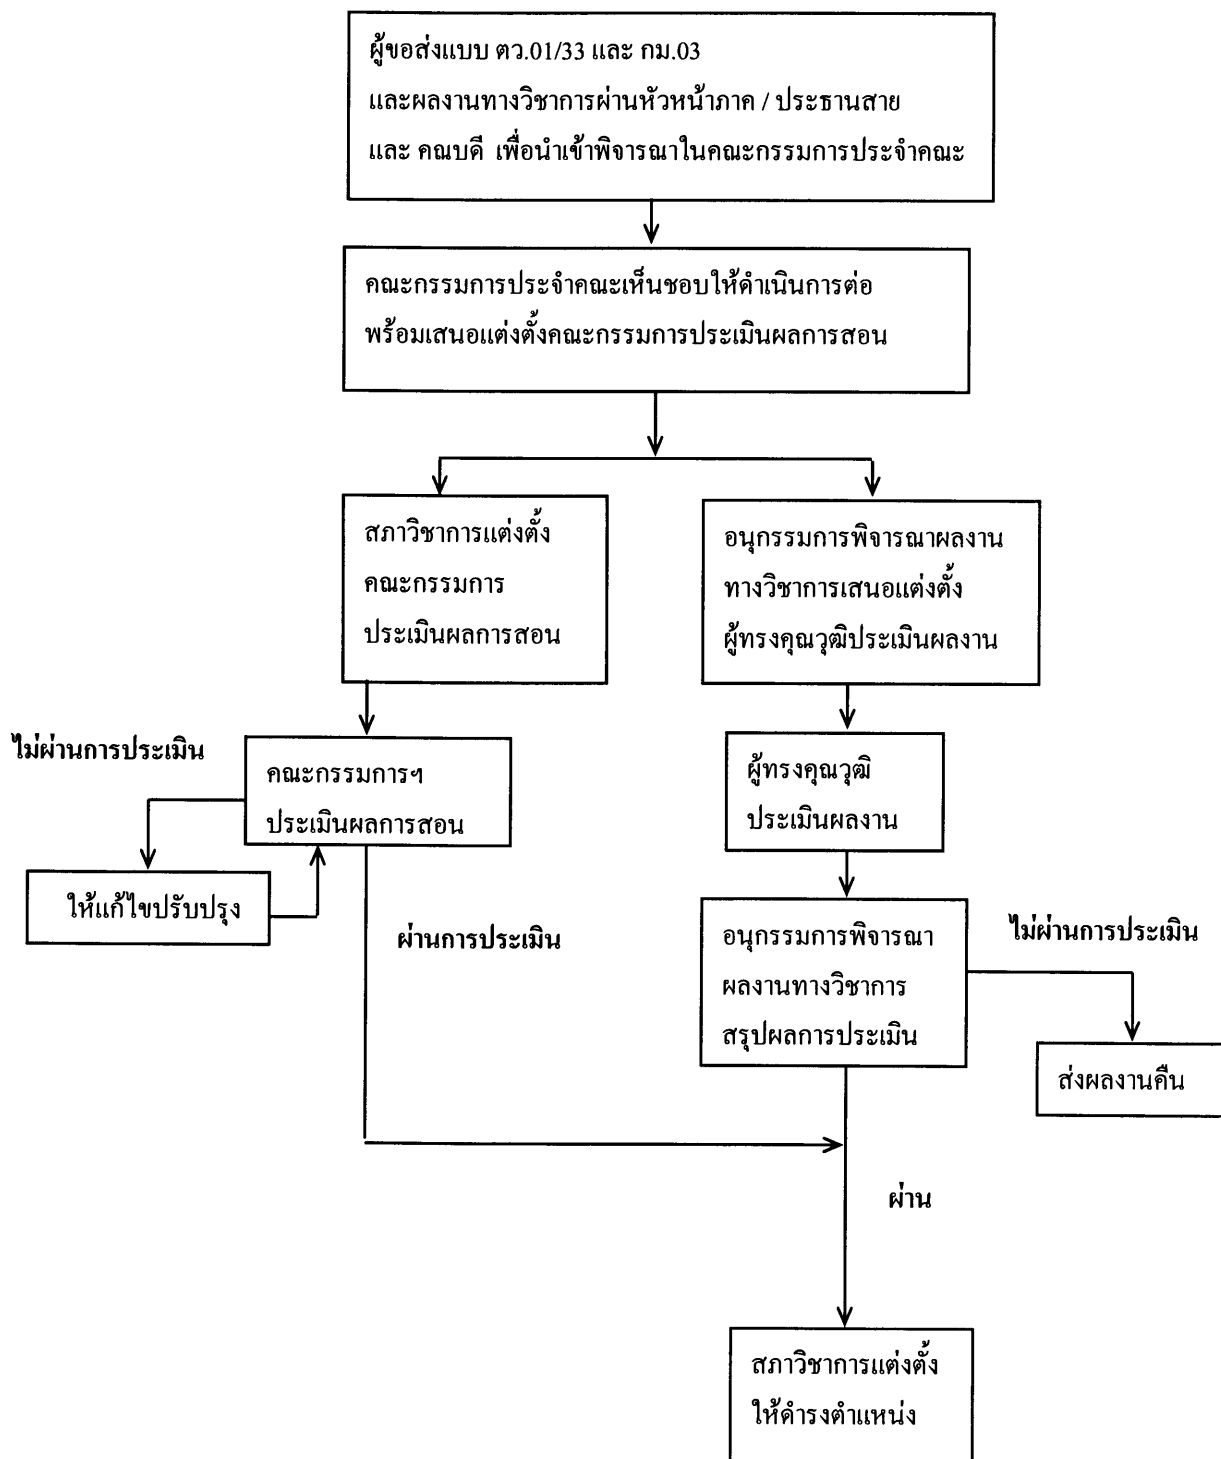 ผู้ขอส่งแบบ ตว.01/33 และ กม.03
และผลงานทางวิชาการผ่านหัวหน้าภาค / ประธานสาย
และ คณบดี เพื่อนำเข้าพิจารณาในคณะกรรมการประจำคณะ
คณะกรรมการประจำคณะเห็นชอบให้ดำเนินการต่อ
พร้อมเสนอแต่งตั้งคณะกรรมการประเมินผลการสอน
สภาวิชาการแต่งตั้ง
คณะกรรมการ
ประเมินผลการสอน
อนุกรรมการพิจารณาผลงาน
ทางวิชาการเสนอแต่งตั้ง
ผู้ทรงคุณวุฒิประเมินผลงาน
ไม่ผ่านการประเมิน
คณะกรรมการฯ
ประเมินผลการสอน
ผู้ทรงคุณวุฒิ
ประเมินผลงาน
ให้แก้ไขปรับปรุง
ผ่านการประเมิน
อนุกรรมการพิจารณา
ผลงานทางวิชาการ
สรุปผลการประเมิน
ไม่ผ่านการประเมิน
ส่งผลงานคืน
ผ่าน
สภาวิชาการแต่งตั้ง
ให้ดำรงตำแหน่ง